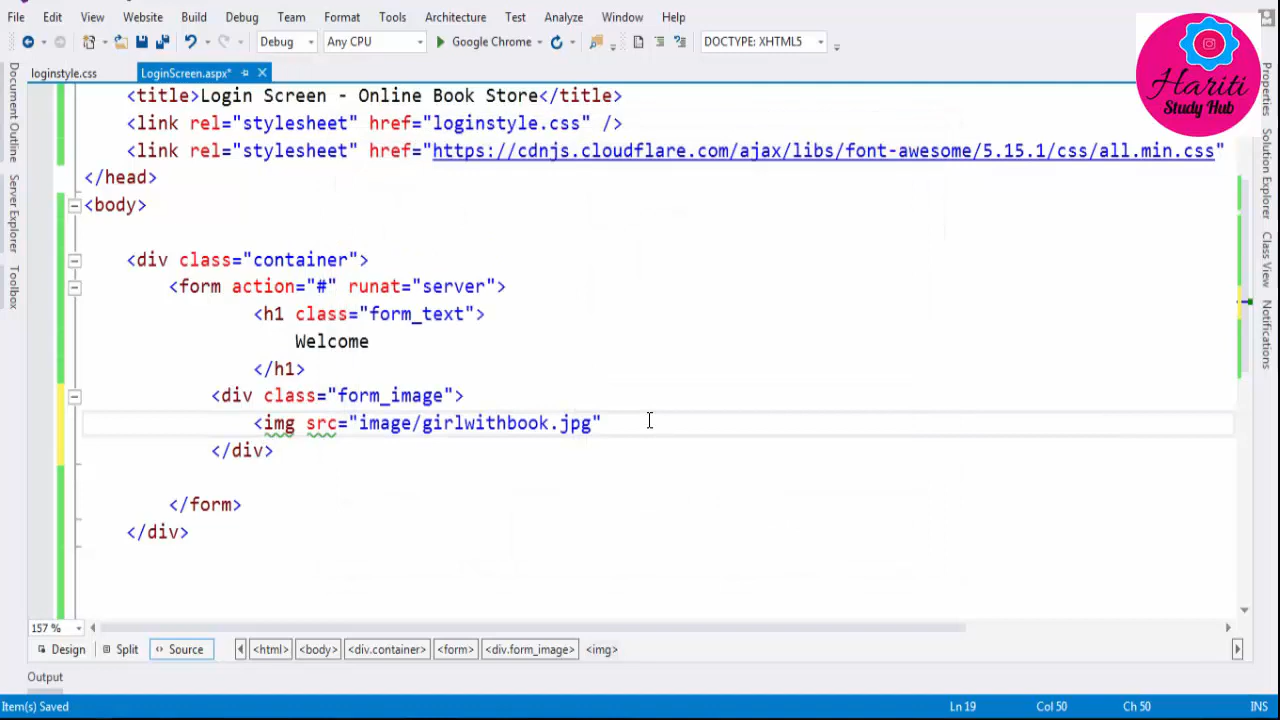 File Edit View Website Build Debug Team Format Tools Architecture Test Analyze Window Help
Debug Any CPU Google Chrome DOCTYPE: XHTML5
Hariti
Study Hub
loginstyle.css LoginScreen.aspx*
<title>Login Screen - Online Book Store</title>
<link rel="stylesheet" href="loginstyle.css" />
<link rel="stylesheet" href="https://cdnjs.cloudflare.com/ajax/libs/font-awesome/5.15.1/css/all.min.css"
</head>
<body>
<div class="container">
<form action="#" runat="server">
<h1 class="form_text">
Welcome
</h1>
<div class="form_image">
<img src="image/girlwithbook.jpg"
</div>
</form>
</div>
Document Outline
Server Explorer
Toolbox
Properties
Solution Explorer
Class View
Notifications
157 %
Design Split Source <html> <body> <div.container> <form> <div.form_image> <img>
Output
Item(s) Saved Ln 19 Col 50 Ch 50 INS